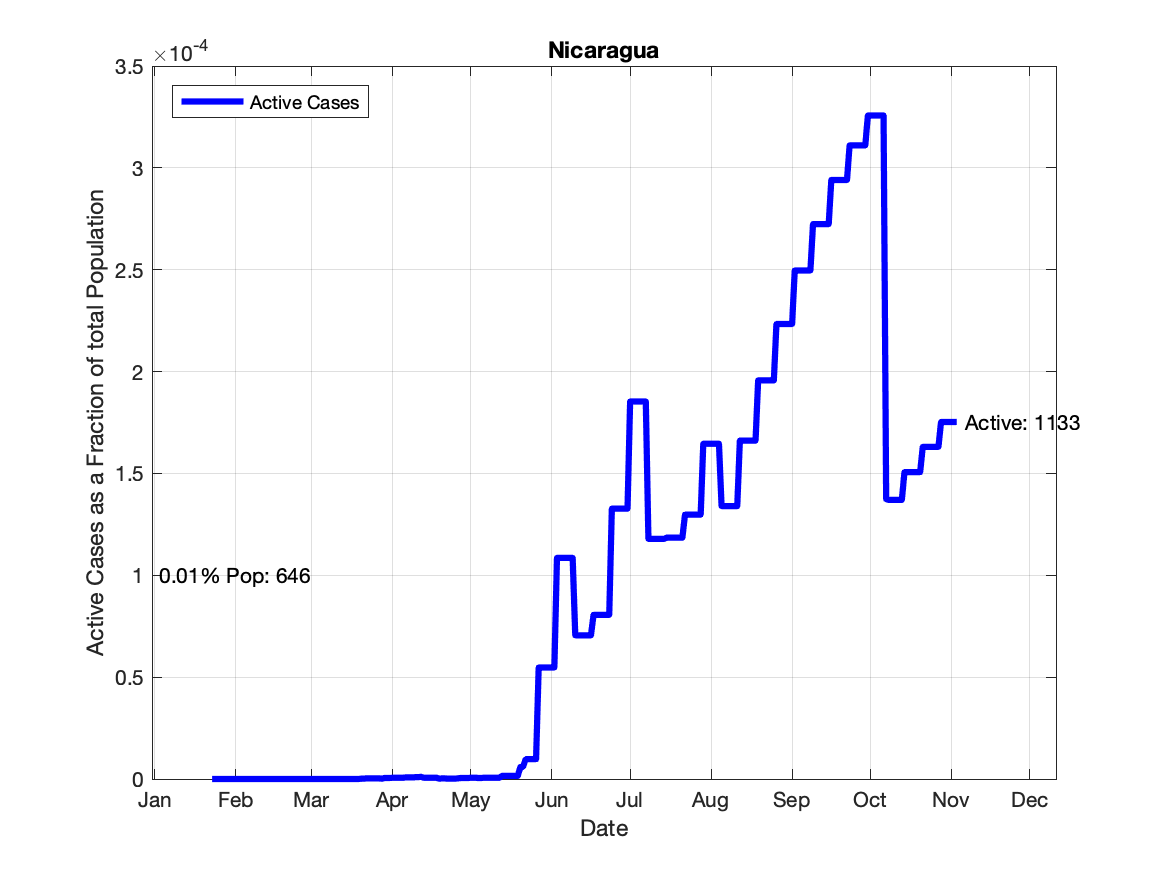 Nicaragua
×10-4
3.5
3
2.5
2
1.5
1
0.5
0
Active Cases as a Fraction of total Population
Active Cases
Active: 1133
0.01% Pop: 646
Jan Feb Mar Apr May Jun Jul Aug Sep Oct Nov Dec
Date